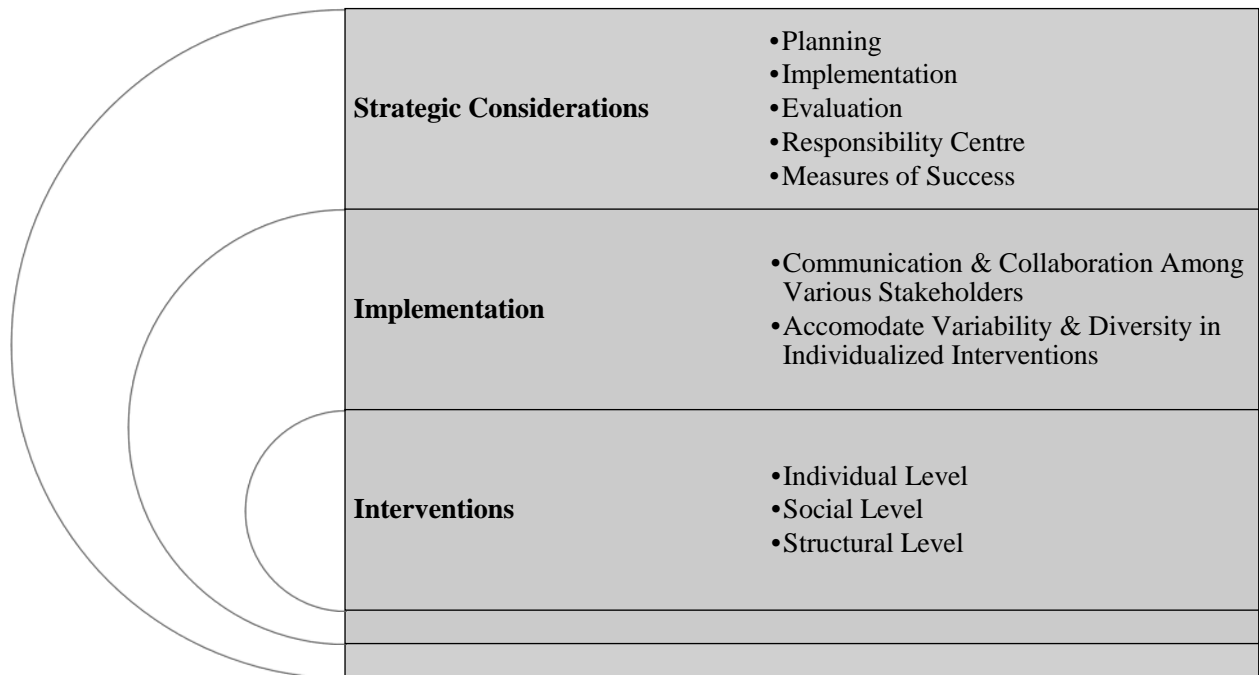 Strategic Considerations
•Planning
•Implementation
•Evaluation
•Responsibility Centre
•Measures of Success
Implementation
•Communication & Collaboration Among
Various Stakeholders
•Accomodate Variability & Diversity in
Individualized Interventions
Interventions
•Individual Level
•Social Level
•Structural Level